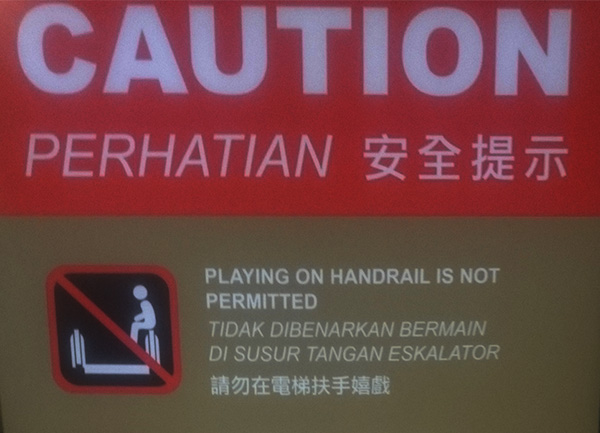 CAUTION
PERHATIAN 安全提示
PLAYING ON HANDRAIL IS NOT
PERMITTED
TIDAK DIBENARKAN BERMAIN
DI SUSUR TANGAN ESKALATOR
請勿在電梯扶手嬉戲